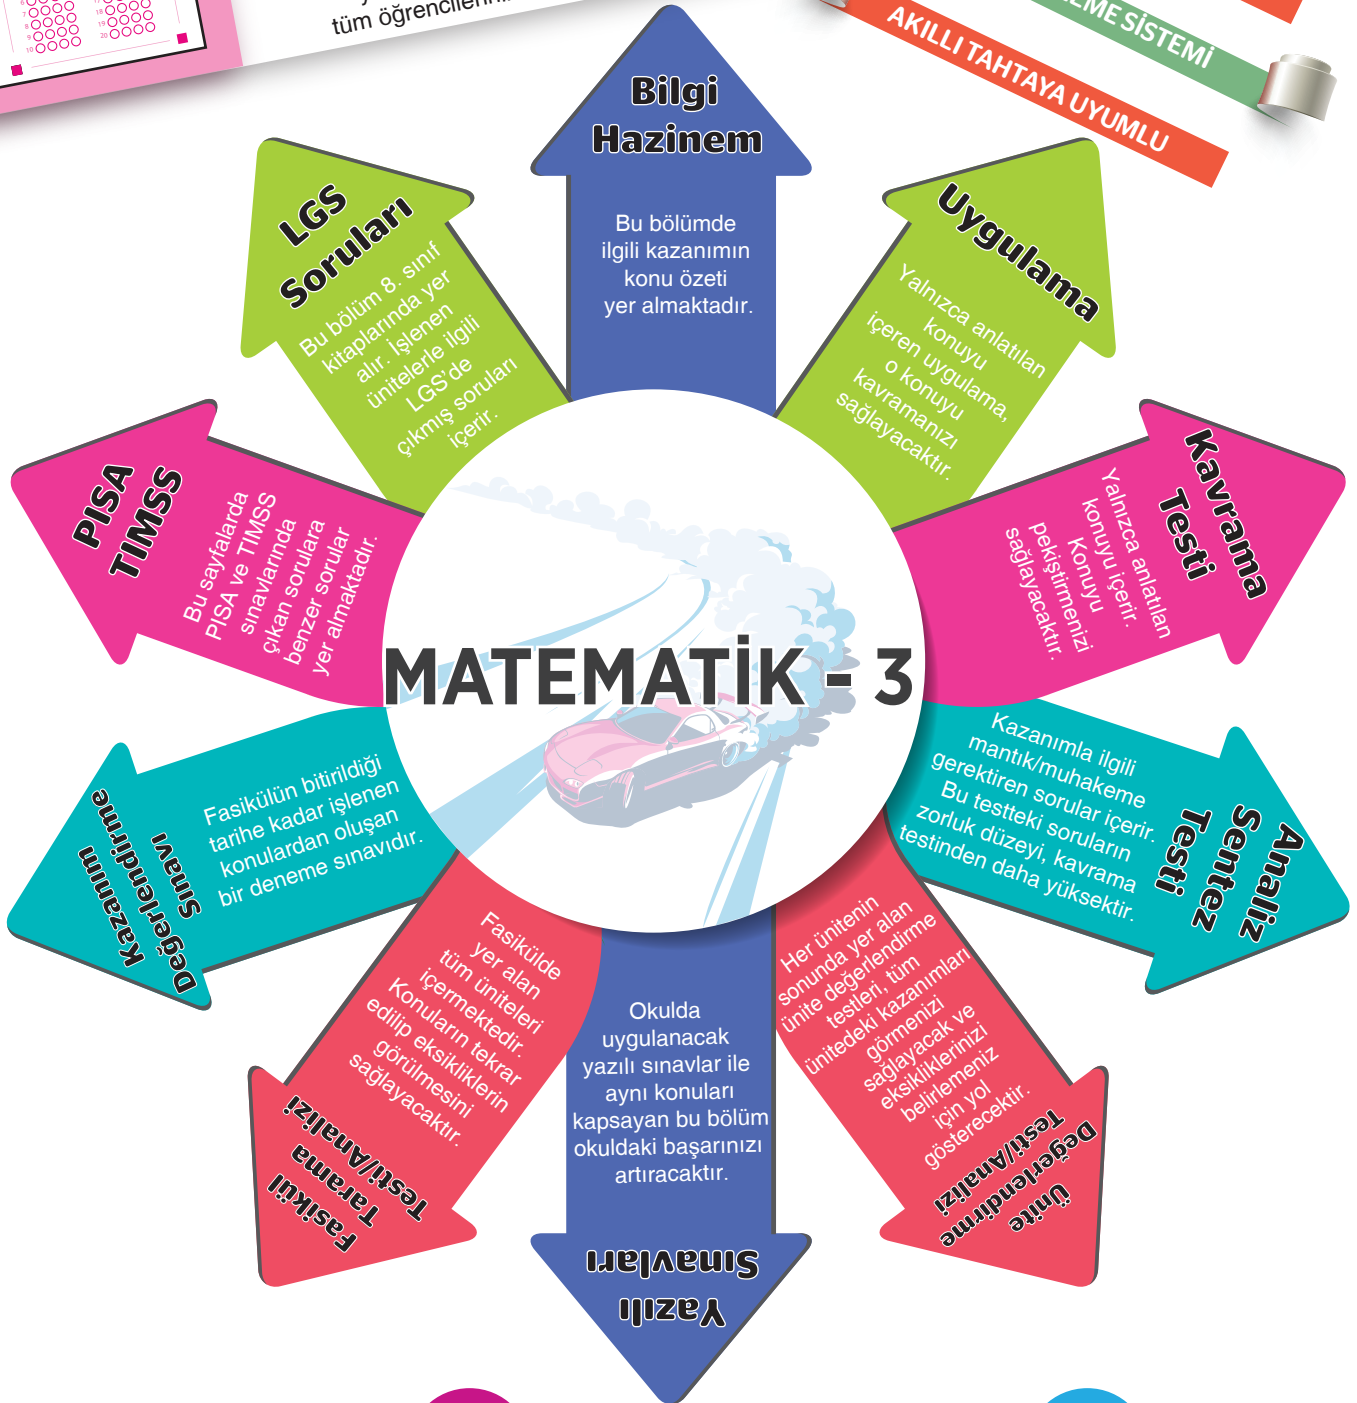 tüm öğrencilerin
AKILLI TAHTAYA UYUMLU
Bilgi
Hazinem
Bu bölümde
ilgili kazanımın
konu özeti
yer almaktadır.
Uygulama
Yalnızca anlatılan
konuyu
içeren uygulama,
o konuyu
kavramanızı
sağlayacaktır.
Kavrama
Testi
Yalnızca anlatılan
konuyu içerir.
Konuyu
pekiştirmenizi
sağlayacaktır.
Analiz
Sentez
Testi
Kazanımla ilgili
mantık/muhakeme
gerektiren sorular içerir.
Bu testteki soruların
zorluk düzeyi, kavrama
testinden daha yüksektir.
Her ünitenin
sonunda yer alan
ünite değerlendirme
testleri, tüm
ünitedeki kazanımları
görmenizi
sağlayacak ve
eksikliklerinizi
belirlemeniz
için yol
gösterecektir.
Ünite
Değerlendirme
Testi/Analizi
Okulda
uygulanacak
yazılı sınavlar ile
aynı konuları
kapsayan bu bölüm
okuldaki başarınızı
artıracaktır.
Yazılı
Sınavları
Fasikülde
yer alan
tüm üniteleri
içermektedir.
Konuların tekrar
edilip eksikliklerin
görülmesini
sağlayacaktır.
Fasikül
Tarama
Testi/Analizi
Kazanım
Değerlendirme
Sınavı
Fasikülün bitirildiği
tarihe kadar işlenen
konulardan oluşan
bir deneme sınavıdır.
PISA
TIMSS
Bu sayfalarda
PISA ve TIMSS
sınavlarında
çıkan sorulara
benzer sorular
yer almaktadır.
LGS
Soruları
Bu bölüm 8. sınıf
kitaplarında yer
alır. İşlenen
ünitelerle ilgili
LGS'de
çıkmış soruları
içerir.
MATEMATİK - 3